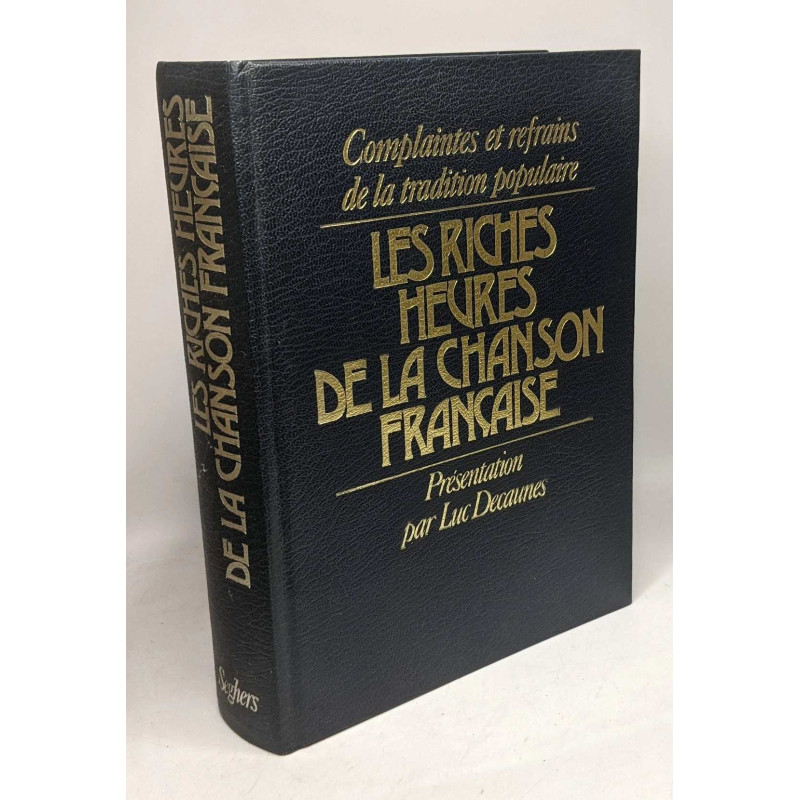 LES RICHES HEURES
DE LA CHANSON FRANÇAISE
Seghers
Complaintes et refrains
de la tradition populaire
LES RICHES
HEURES
DE LA CHANSON
FRANÇAISE
Présentation
par Luc Decaunes